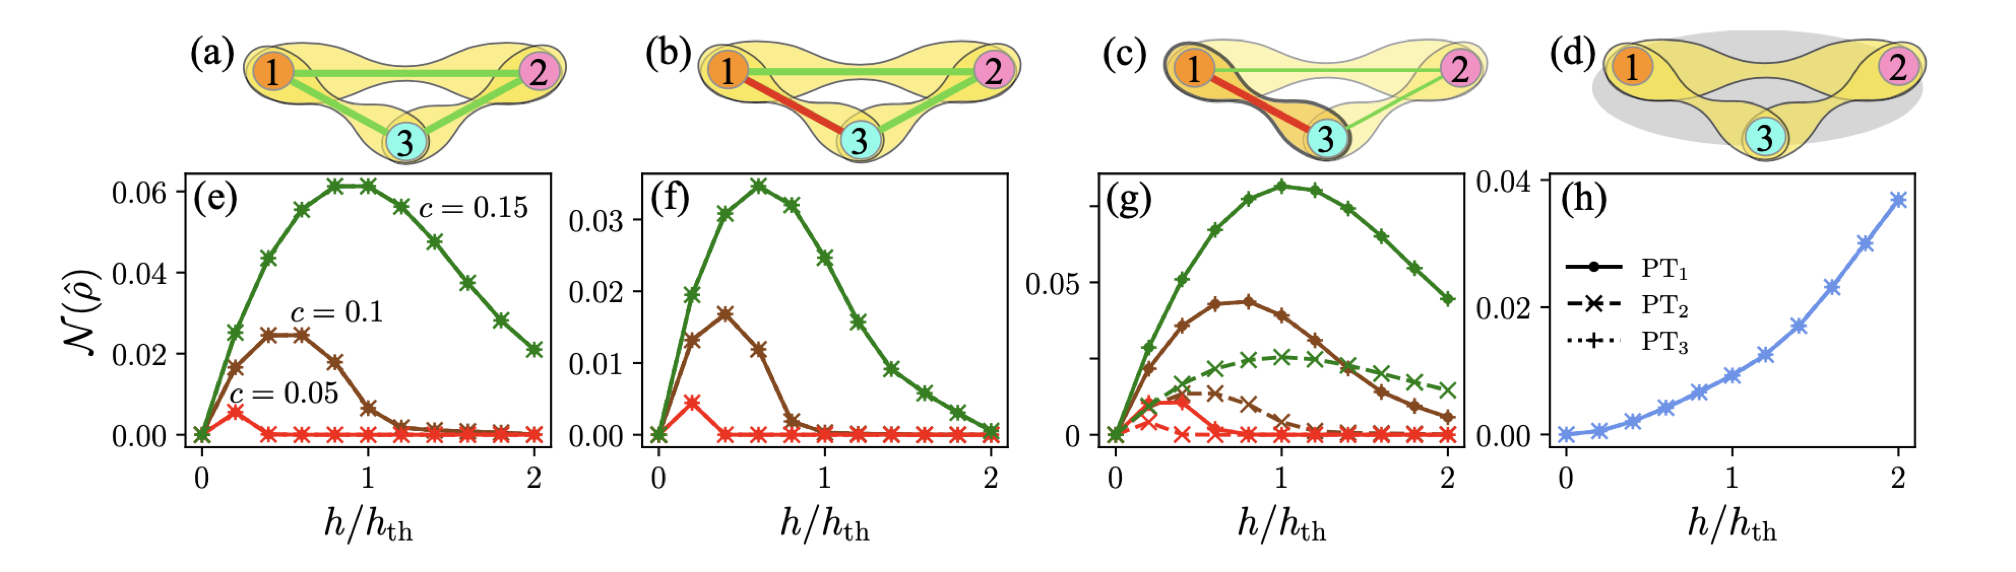 (a) 1 2 3
(b) 1 2 3
(c) 1 2 3
(d) 1 2 3
(e) c = 0.15
c = 0.1
c = 0.05
𝒩(ρ̂)
0.06
0.04
0.02
0.00
0 1 2
h/h_th
(f)
0.03
0.02
0.01
0.00
0 1 2
h/h_th
(g)
0.05
0
0 1 2
h/h_th
(h)
PT₁
PT₂
PT₃
0.04
0.02
0.00
0 1 2
h/h_th